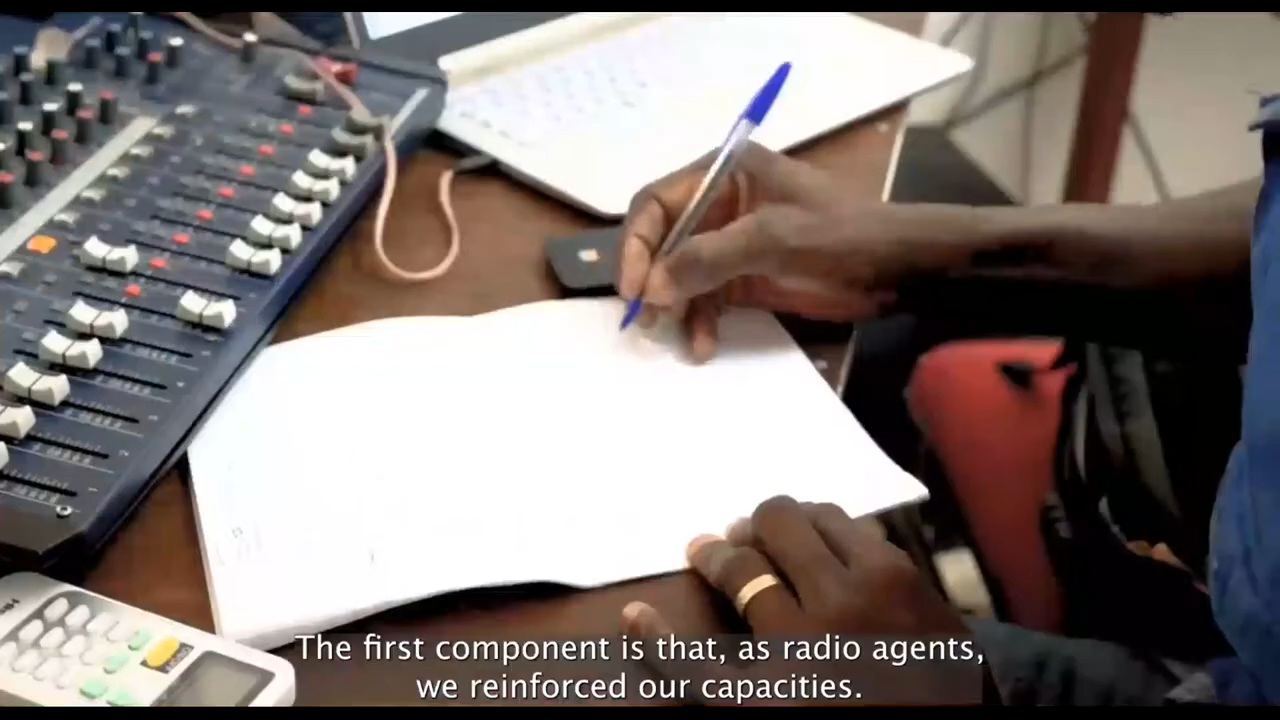 The first component is that, as radio agents,
we reinforced our capacities.